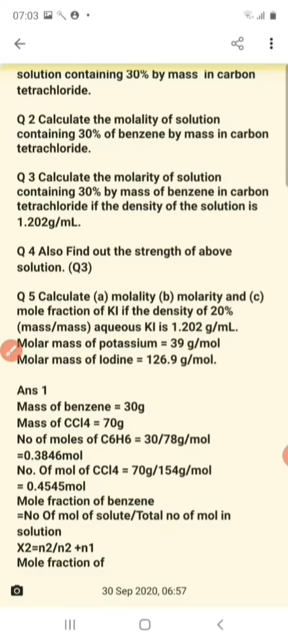 07:03
solution containing 30% by mass in carbon
tetrachloride.
Q 2 Calculate the molality of solution
containing 30% of benzene by mass in carbon
tetrachloride.
Q 3 Calculate the molarity of solution
containing 30% by mass of benzene in carbon
tetrachloride if the density of the solution is
1.202g/mL.
Q 4 Also Find out the strength of above
solution. (Q3)
Q 5 Calculate (a) molality (b) molarity and (c)
mole fraction of KI if the density of 20%
(mass/mass) aqueous KI is 1.202 g/mL.
Molar mass of potassium = 39 g/mol
Molar mass of Iodine = 126.9 g/mol.
Ans 1
Mass of benzene = 30g
Mass of CCl4 = 70g
No of moles of C6H6 = 30/78g/mol
=0.3846mol
No. Of mol of CCl4 = 70g/154g/mol
= 0.4545mol
Mole fraction of benzene
=No Of mol of solute/Total no of mol in
solution
X2=n2/n2 +n1
Mole fraction of
30 Sep 2020, 06:57